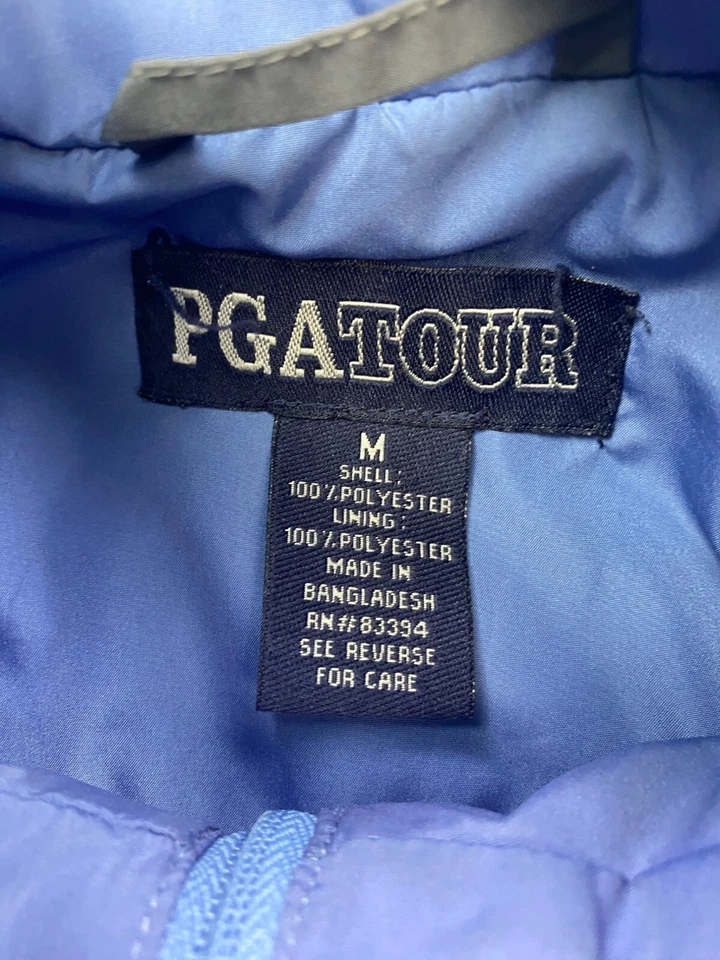 PGATOUR
M
SHELL:
100%POLYESTER
LINING:
100%POLYESTER
MADE IN
BANGLADESH
RN#83394
SEE REVERSE
FOR CARE